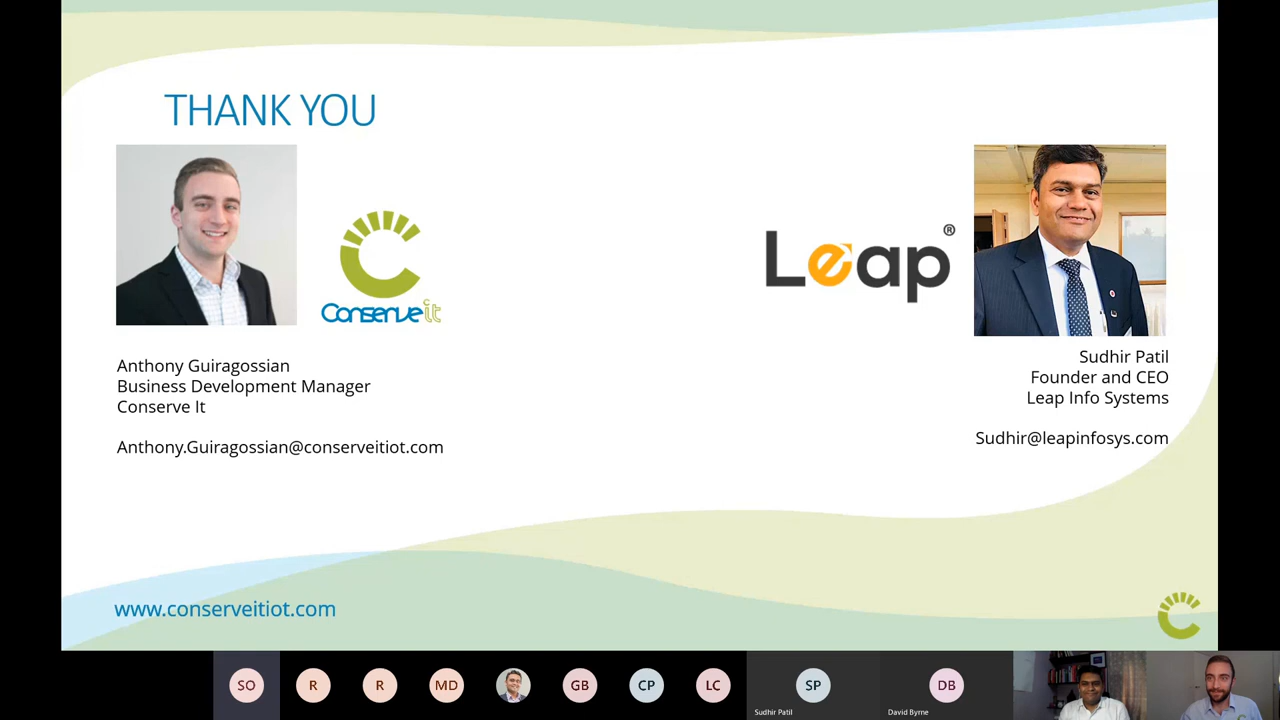 THANK YOU
Conserve it
Leap®
Anthony Guiragossian
Business Development Manager
Conserve It
Anthony.Guiragossian@conserveitiot.com
Sudhir Patil
Founder and CEO
Leap Info Systems
Sudhir@leapinfosys.com
www.conserveitiot.com
SO
R
R
MD
GB
CP
LC
SP
Sudhir Patil
DB
David Byrne